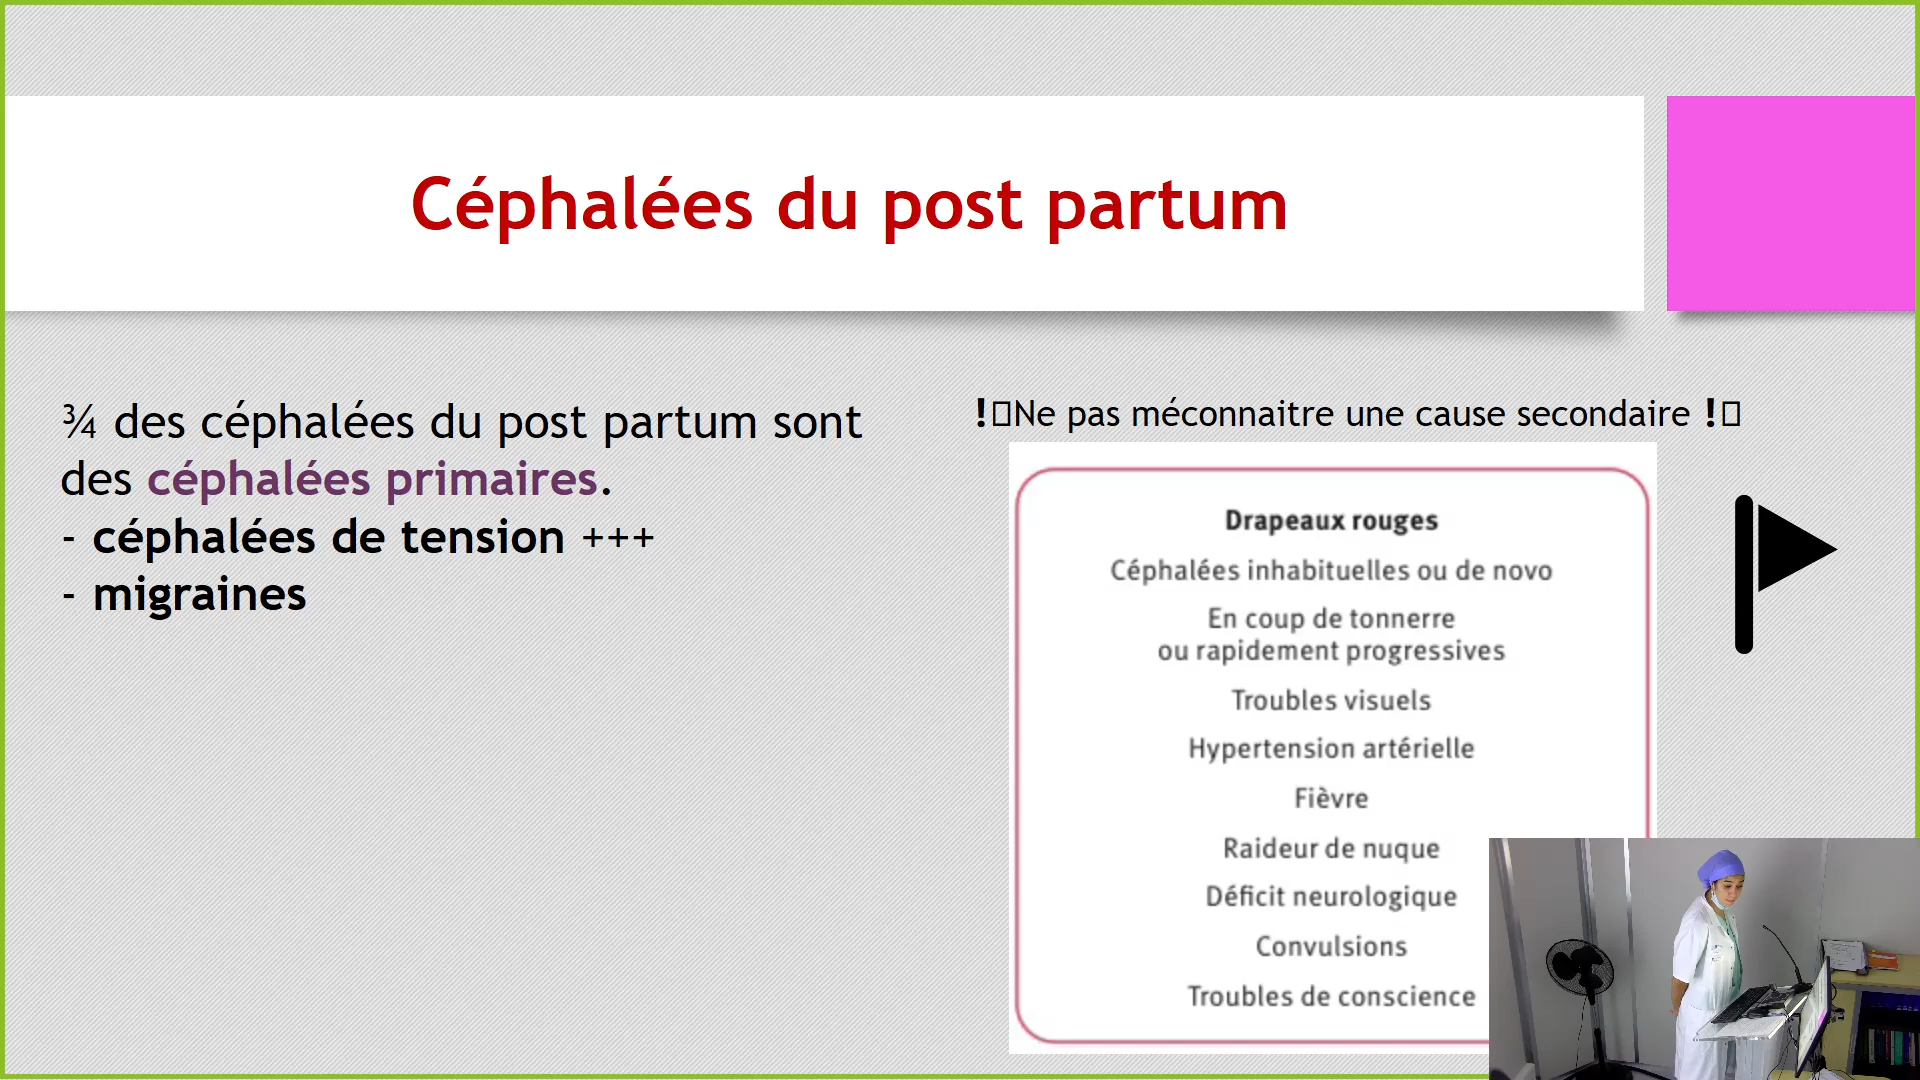 Céphalées du post partum
¾ des céphalées du post partum sont
des céphalées primaires.
- céphalées de tension +++
- migraines
!▯Ne pas méconnaitre une cause secondaire !▯
Drapeaux rouges
Céphalées inhabituelles ou de novo
En coup de tonnerre
ou rapidement progressives
Troubles visuels
Hypertension artérielle
Fièvre
Raideur de nuque
Déficit neurologique
Convulsions
Troubles de conscience